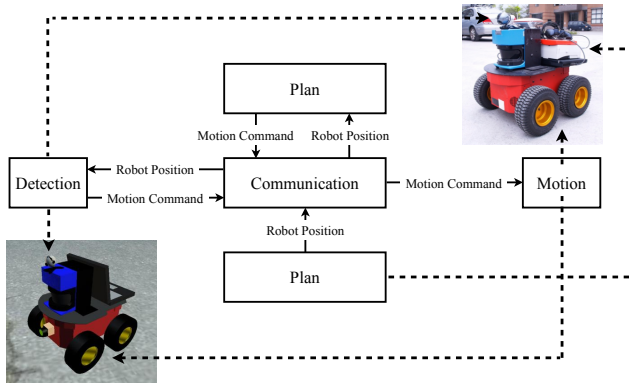 Plan
Motion Command
Robot Position
Robot Position
Detection
Communication
Motion Command
Motion
Motion Command
Robot Position
Plan